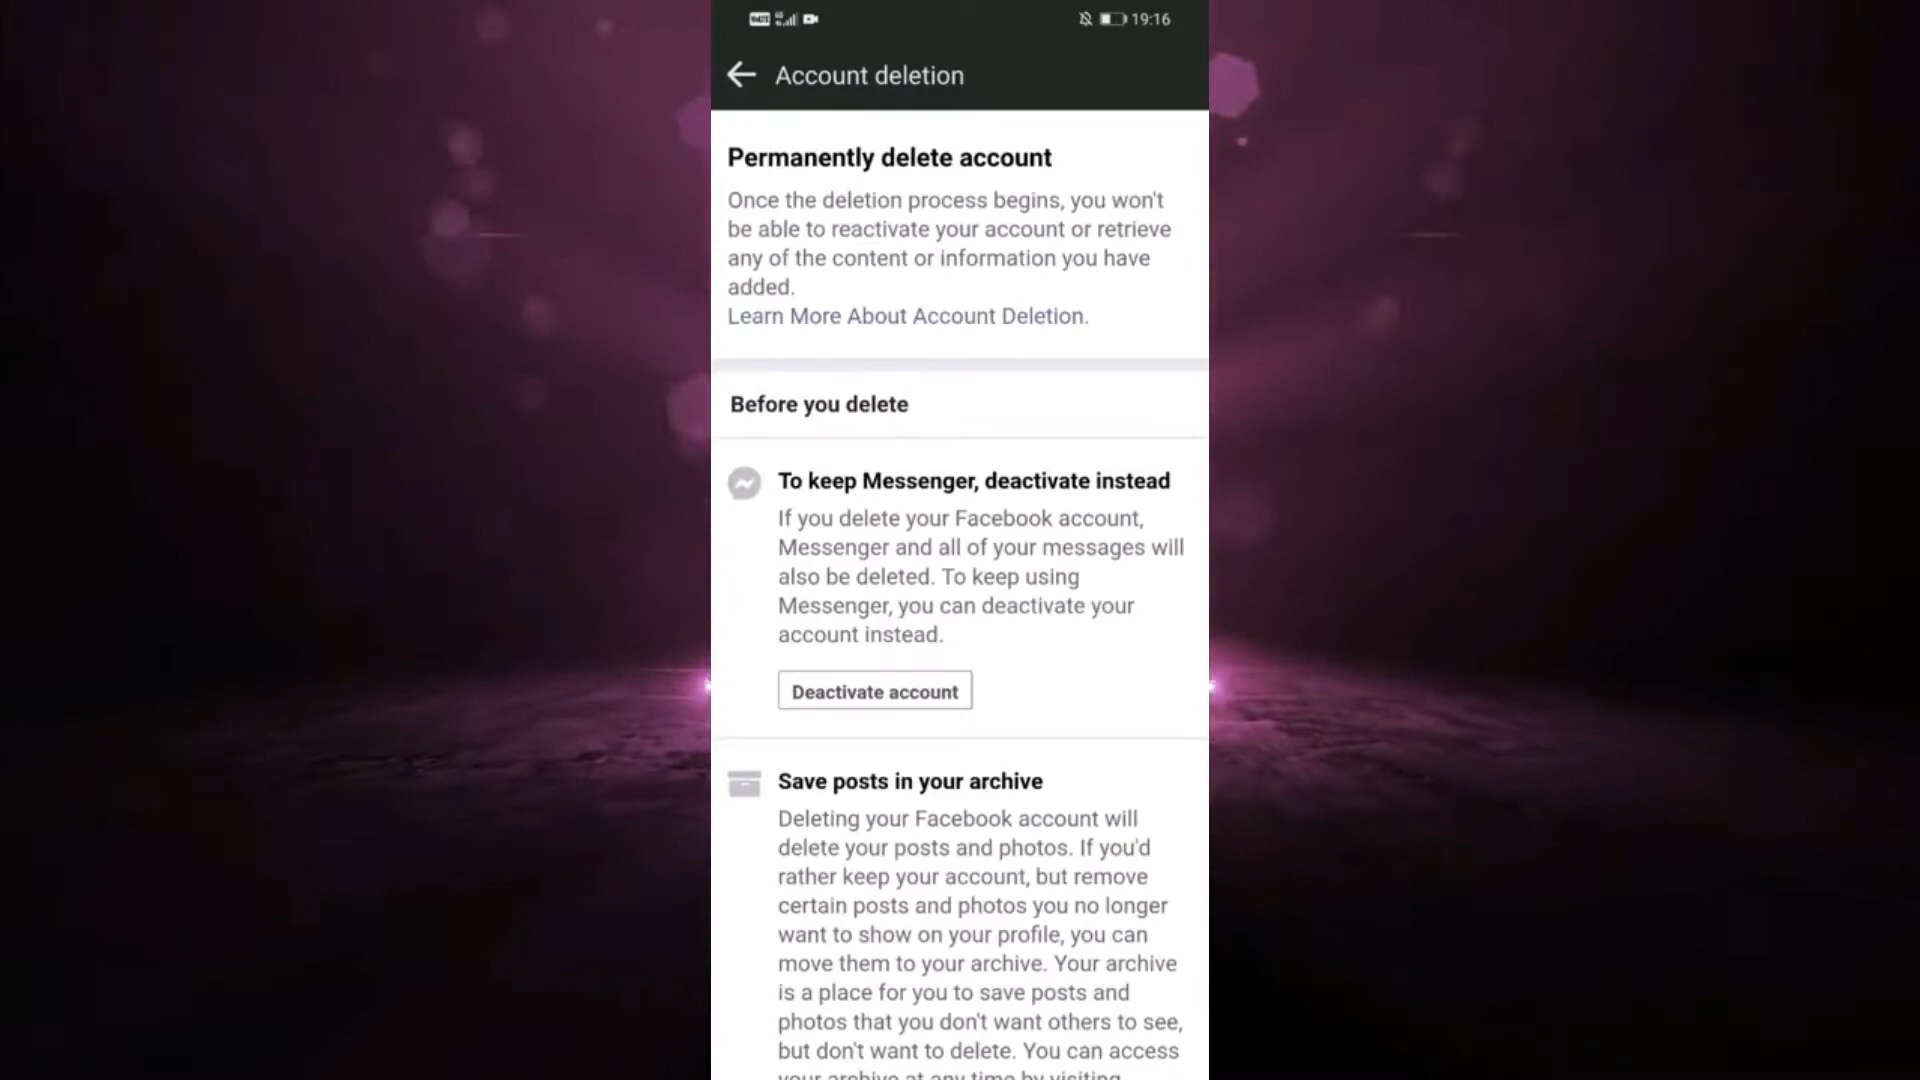 19:16
Account deletion
Permanently delete account
Once the deletion process begins, you won't
be able to reactivate your account or retrieve
any of the content or information you have
added.
Learn More About Account Deletion.
Before you delete
To keep Messenger, deactivate instead
If you delete your Facebook account,
Messenger and all of your messages will
also be deleted. To keep using
Messenger, you can deactivate your
account instead.
Deactivate account
Save posts in your archive
Deleting your Facebook account will
delete your posts and photos. If you'd
rather keep your account, but remove
certain posts and photos you no longer
want to show on your profile, you can
move them to your archive. Your archive
is a place for you to save posts and
photos that you don't want others to see,
but don't want to delete. You can access
your archive at any time by visiting